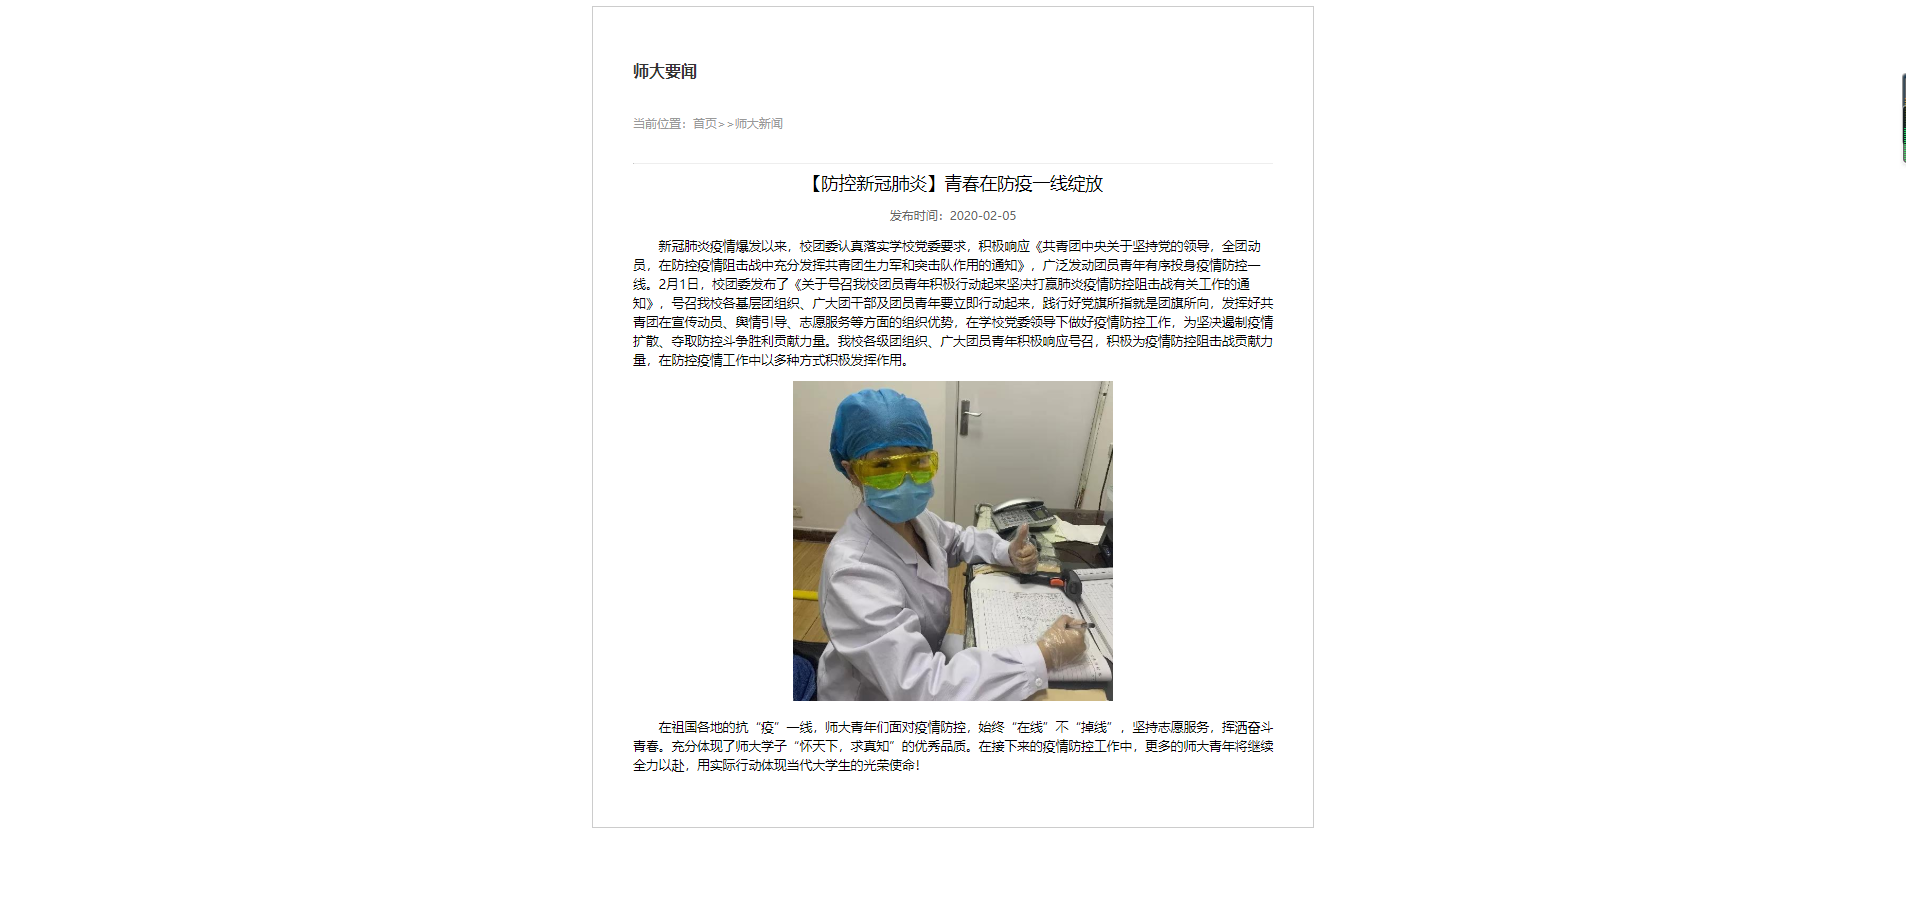 师大要闻
当前位置：首页>>师大新闻
【防控新冠肺炎】青春在防疫一线绽放
发布时间：2020-02-05
新冠肺炎疫情爆发以来，校团委认真落实学校党委要求，积极响应《共青团中央关于坚持党的领导，全团动
员，在防控疫情阻击战中充分发挥共青团生力军和突击队作用的通知》，广泛发动团员青年有序投身疫情防控一
线。2月1日，校团委发布了《关于号召我校团员青年积极行动起来坚决打赢肺炎疫情防控阻击战有关工作的通
知》，号召我校各基层团组织、广大团干部及团员青年要立即行动起来，践行好党旗所指就是团旗所向，发挥好共
青团在宣传动员、舆情引导、志愿服务等方面的组织优势，在学校党委领导下做好疫情防控工作，为坚决遏制疫情
扩散、夺取防控斗争胜利贡献力量。我校各级团组织、广大团员青年积极响应号召，积极为疫情防控阻击战贡献力
量，在防控疫情工作中以多种方式积极发挥作用。
在祖国各地的抗“疫”一线，师大青年们面对疫情防控，始终“在线”不“掉线”，坚持志愿服务，挥洒奋斗
青春。充分体现了师大学子“怀天下，求真知”的优秀品质。在接下来的疫情防控工作中，更多的师大青年将继续
全力以赴，用实际行动体现当代大学生的光荣使命！